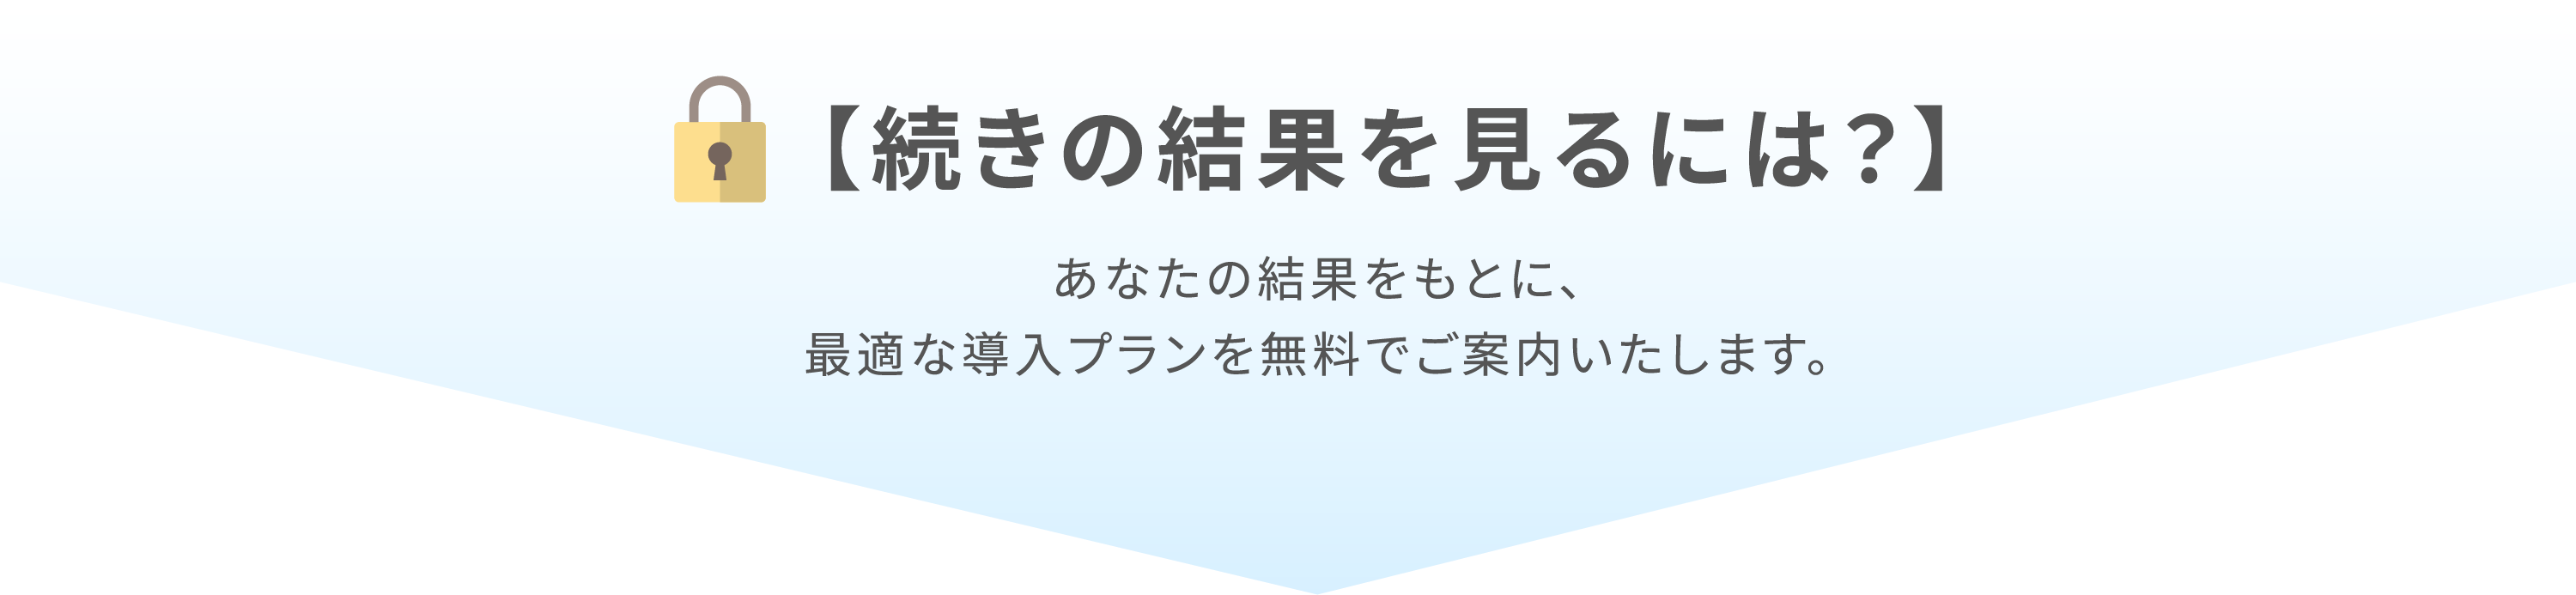 【続きの結果を見るには？】
あなたの結果をもとに、
最適な導入プランを無料でご案内いたします。